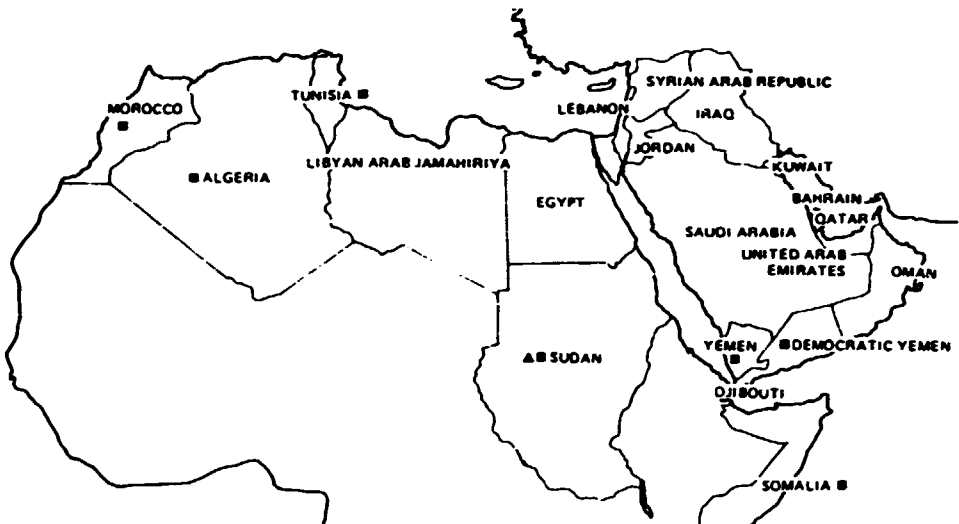 SYRIAN ARAB REPUBLIC
TUNISIA
MOROCCO
LEBANON
IRAQ
JORDAN
LIBYAN ARAB JAMAHIRIYA
KUWAIT
ALGERIA
BAHRAIN
EGYPT
QATAR
SAUDI ARABIA
UNITED ARAB
EMIRATES
OMAN
YEMEN
DEMOCRATIC YEMEN
SUDAN
DJIBOUTI
SOMALIA